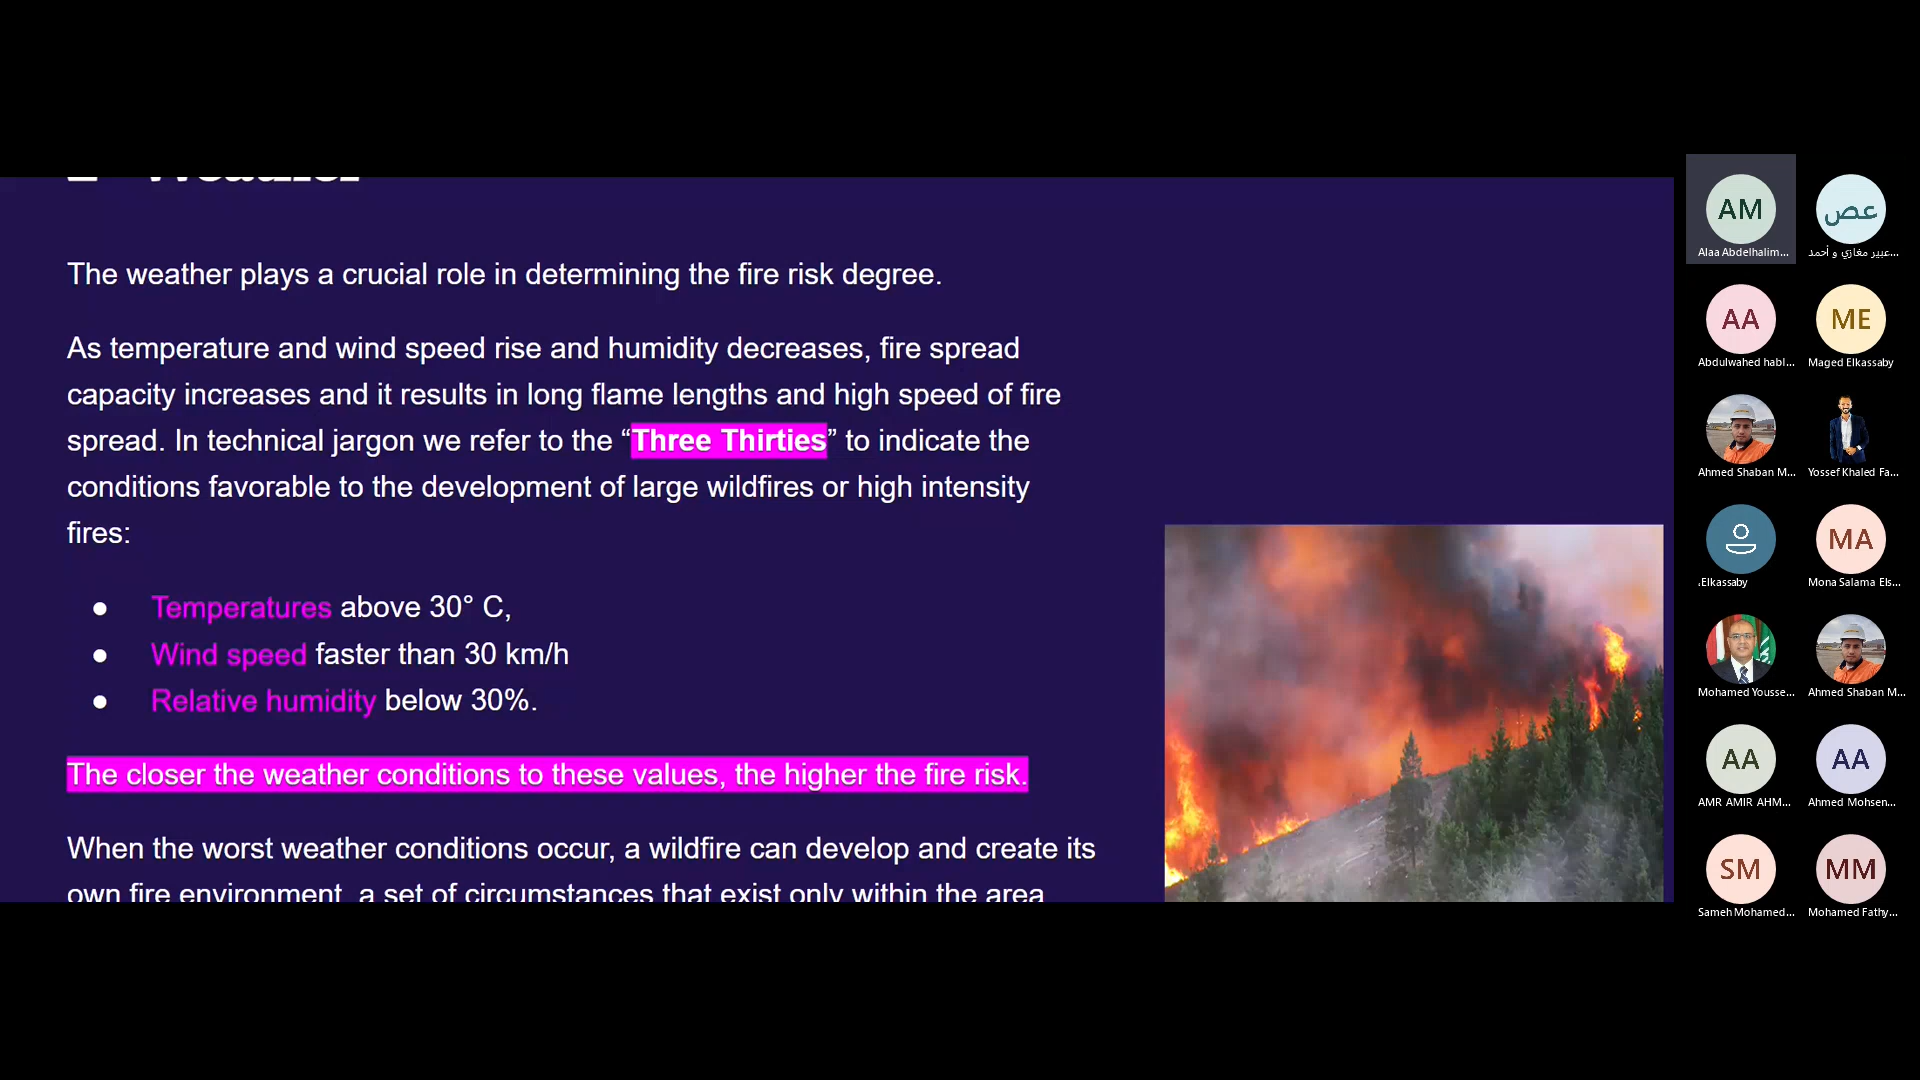 2 - Weather
The weather plays a crucial role in determining the fire risk degree.
As temperature and wind speed rise and humidity decreases, fire spread
capacity increases and it results in long flame lengths and high speed of fire
spread. In technical jargon we refer to the “Three Thirties” to indicate the
conditions favorable to the development of large wildfires or high intensity
fires:
● Temperatures above 30° C,
● Wind speed faster than 30 km/h
● Relative humidity below 30%.
The closer the weather conditions to these values, the higher the fire risk.
When the worst weather conditions occur, a wildfire can develop and create its
own fire environment, a set of circumstances that exist only within the area
AM
Alaa Abdelhalim...
عص
عبير مغازي و أحمد...
AA
Abdulwahed habl...
ME
Maged Elkassaby
Ahmed Shaban M...
Yossef Khaled Fa...
.Elkassaby
MA
Mona Salama Els...
Mohamed Yousse...
Ahmed Shaban M...
AA
AMR AMIR AHM...
AA
Ahmed Mohsen...
SM
Sameh Mohamed...
MM
Mohamed Fathy...